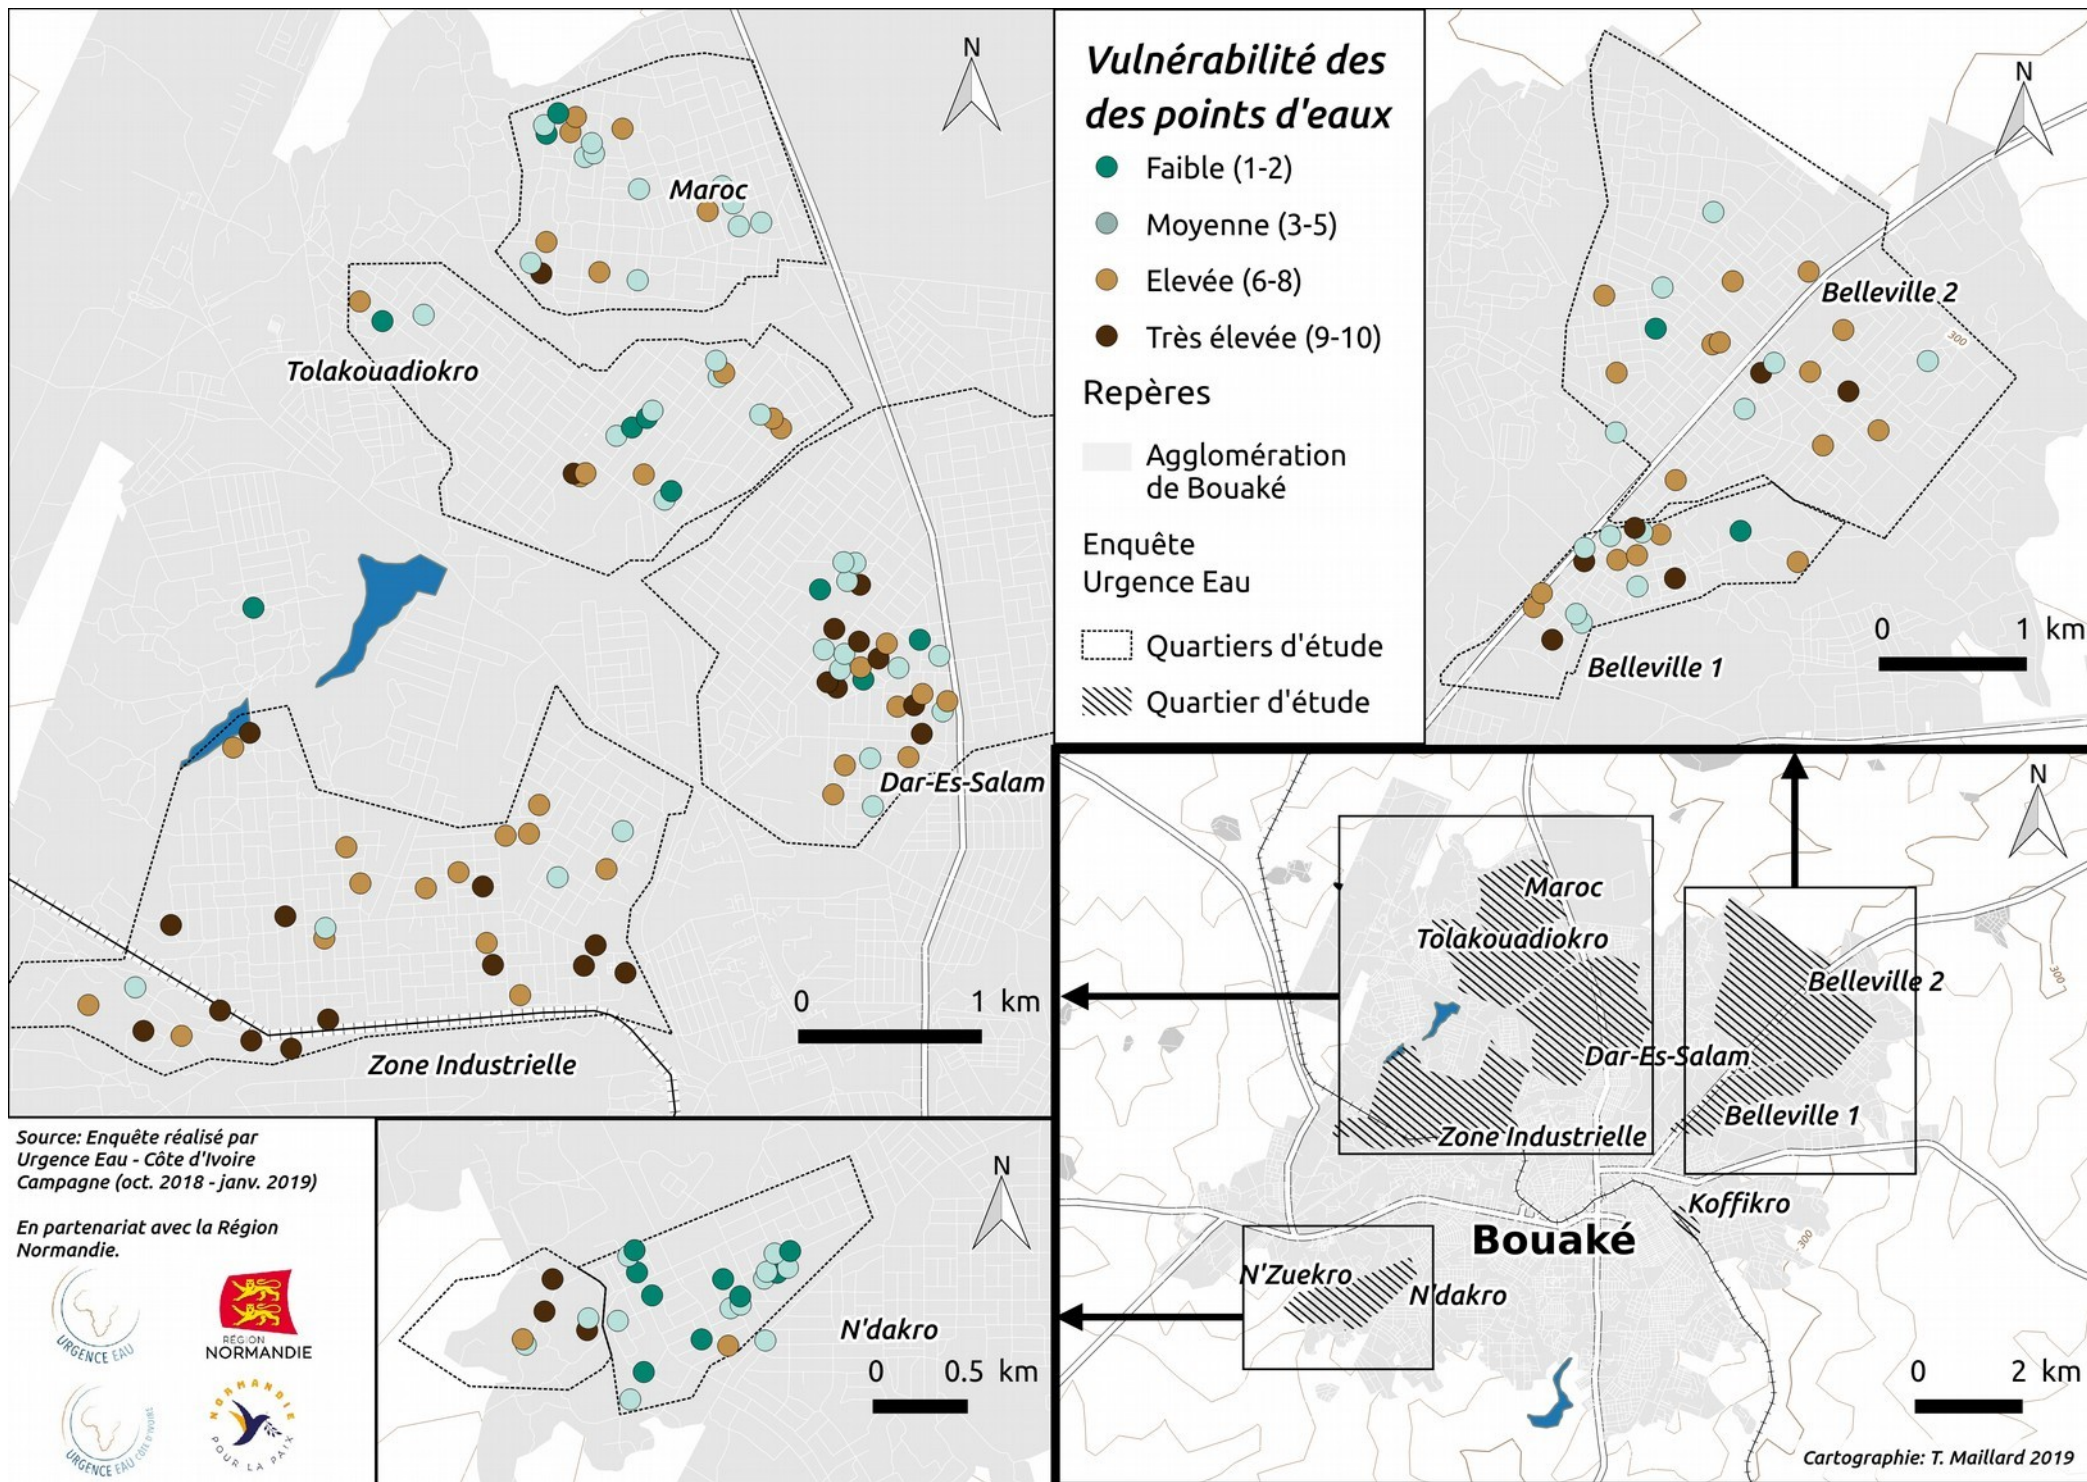 N
Maroc
Tolakouadiokro
Dar-Es-Salam
0 1 km
Zone Industrielle
Vulnérabilité des
des points d'eaux
Faible (1-2)
Moyenne (3-5)
Elevée (6-8)
Très élevée (9-10)
Repères
Agglomération
de Bouaké
Enquête
Urgence Eau
Quartiers d'étude
Quartier d'étude
N
Belleville 2
300
0 1 km
Belleville 1
Source: Enquête réalisé par
Urgence Eau - Côte d'Ivoire
Campagne (oct. 2018 - janv. 2019)
En partenariat avec la Région
Normandie.
URGENCE EAU
RÉGION
NORMANDIE
URGENCE EAU CÔTE D'IVOIRE
NORMANDIE
POUR LA PAIX
N
N'dakro
0 0.5 km
N
Maroc
Tolakouadiokro
Belleville 2
300
Dar-Es-Salam
Belleville 1
Zone Industrielle
Koffikro
Bouaké
300
N'Zuekro
N'dakro
0 2 km
Cartographie: T. Maillard 2019